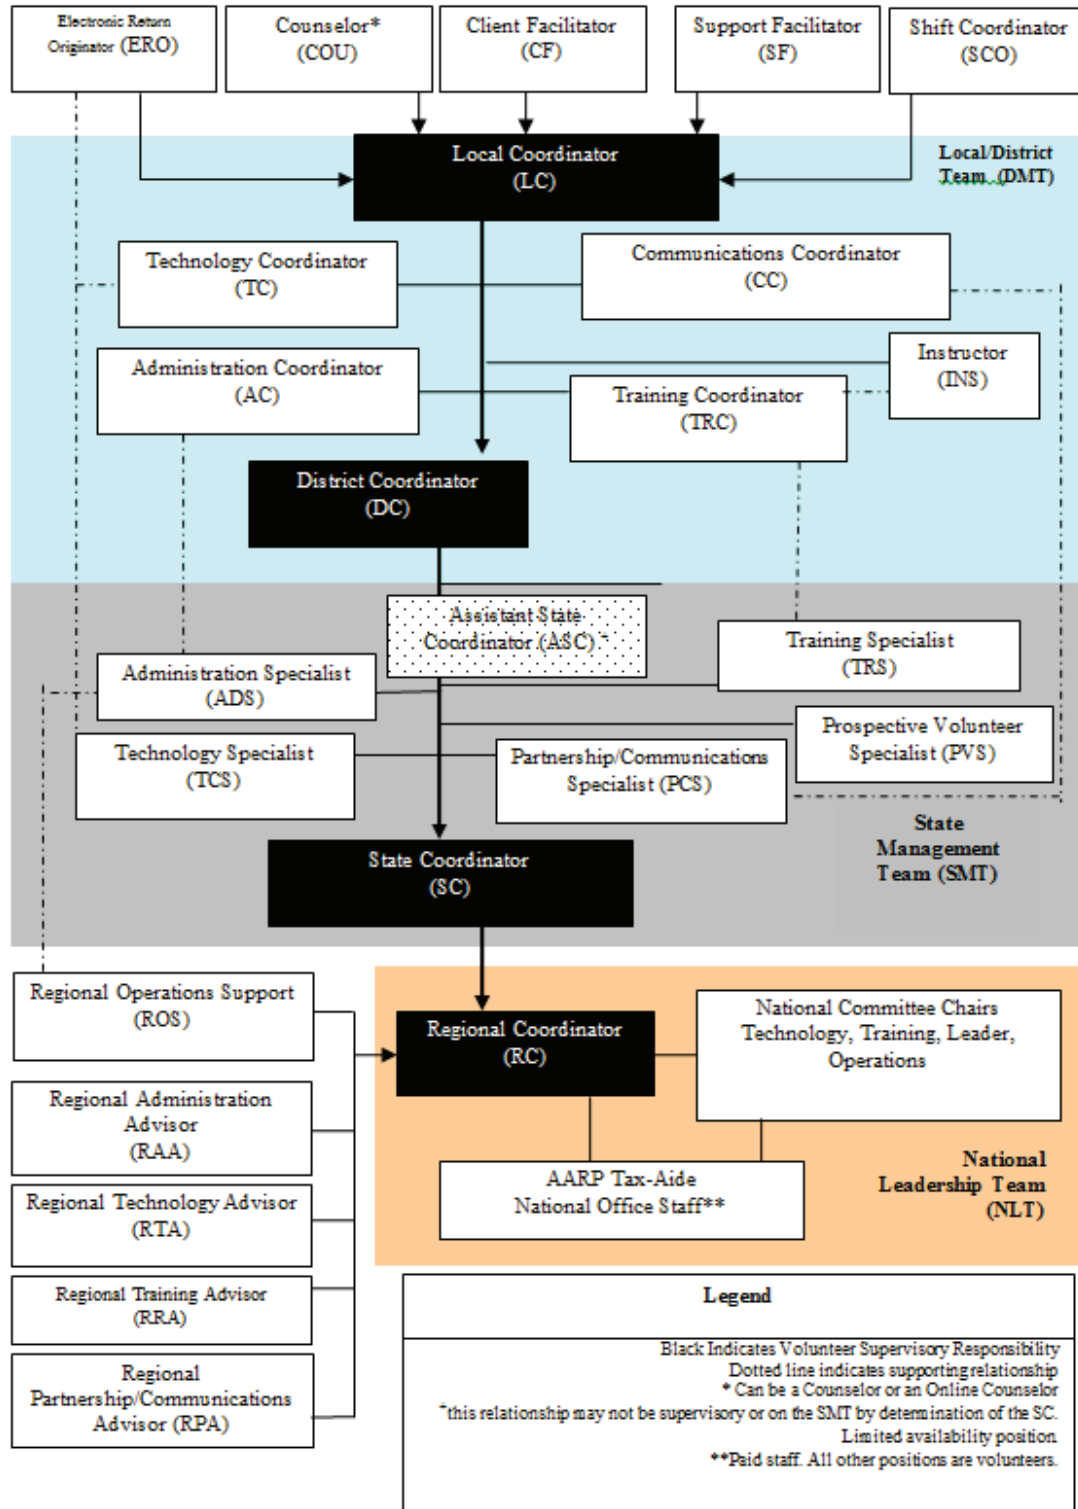 Electronic Return
Originator (ERO)
Counselor*
(COU)
Client Facilitator
(CF)
Support Facilitator
(SF)
Shift Coordinator
(SCO)
Local Coordinator
(LC)
Local/District
Team (DMT)
Technology Coordinator
(TC)
Communications Coordinator
(CC)
Administration Coordinator
(AC)
Training Coordinator
(TRC)
Instructor
(INS)
District Coordinator
(DC)
Assistant State
Coordinator (ASC) +
Training Specialist
(TRS)
Administration Specialist
(ADS)
Prospective Volunteer
Specialist (PVS)
Technology Specialist
(TCS)
Partnership/Communications
Specialist (PCS)
State
Management
Team (SMT)
State Coordinator
(SC)
Regional Operations Support
(ROS)
Regional Coordinator
(RC)
National Committee Chairs
Technology, Training, Leader,
Operations
Regional Administration
Advisor
(RAA)
AARP Tax-Aide
National Office Staff**
National
Leadership Team
(NLT)
Regional Technology Advisor
(RTA)
Regional Training Advisor
(RRA)
Regional
Partnership/Communications
Advisor (RPA)
Legend
Black Indicates Volunteer Supervisory Responsibility
Dotted line indicates supporting relationship
* Can be a Counselor or an Online Counselor
+this relationship may not be supervisory or on the SMT by determination of the SC.
Limited availability position.
**Paid staff. All other positions are volunteers.